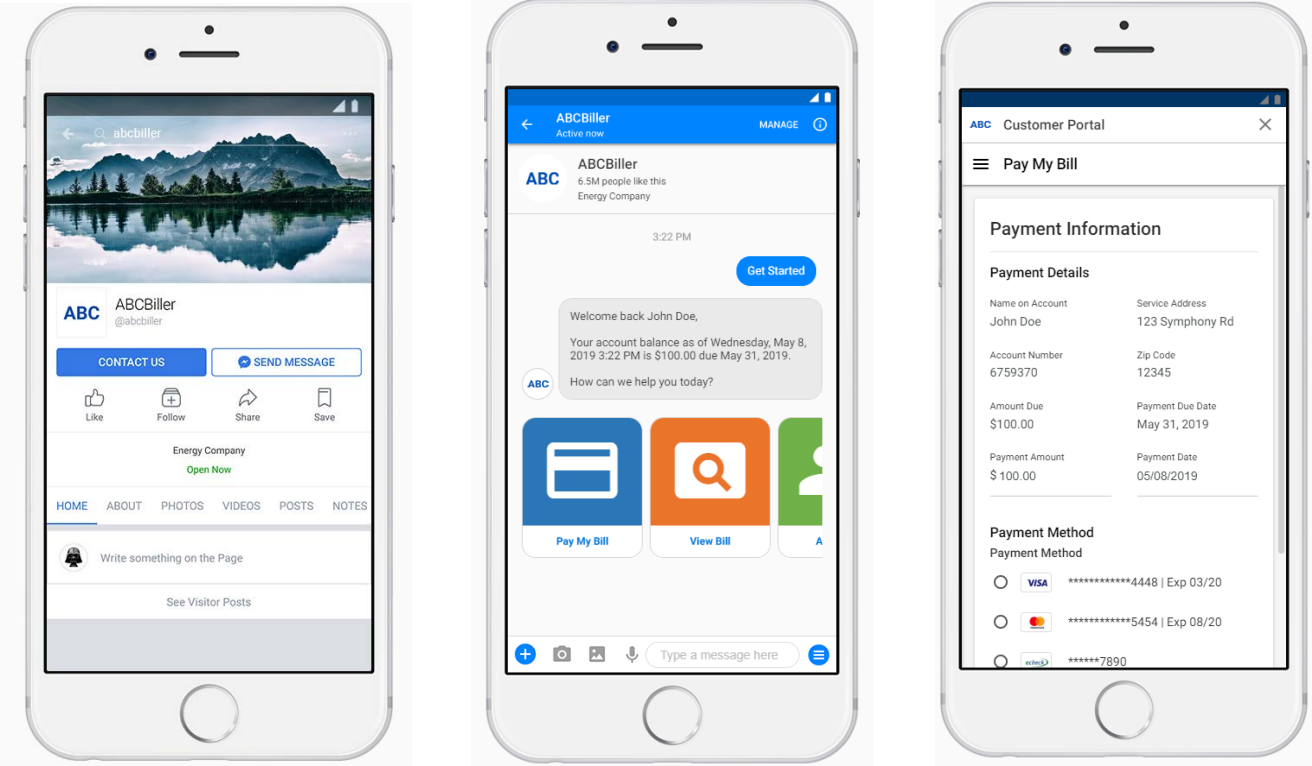 abcbiller
ABC
ABCBiller
@abcbiller
CONTACT US
SEND MESSAGE
Like
Follow
Share
Save
Energy Company
Open Now
HOME
ABOUT
PHOTOS
VIDEOS
POSTS
NOTES
Write something on the Page
See Visitor Posts
ABCBiller
Active now
MANAGE
ABC
ABCBiller
6.5M people like this
Energy Company
3:22 PM
Get Started
Welcome back John Doe,
Your account balance as of Wednesday, May 8,
2019 3:22 PM is $100.00 due May 31, 2019.
How can we help you today?
ABC
Pay My Bill
View Bill
A
Type a message here
ABC Customer Portal
Pay My Bill
Payment Information
Payment Details
Name on Account
John Doe
Service Address
123 Symphony Rd
Account Number
6759370
Zip Code
12345
Amount Due
$100.00
Payment Due Date
May 31, 2019
Payment Amount
$ 100.00
Payment Date
05/08/2019
Payment Method
Payment Method
VISA ************4448 | Exp 03/20
************5454 | Exp 08/20
echeck ******7890